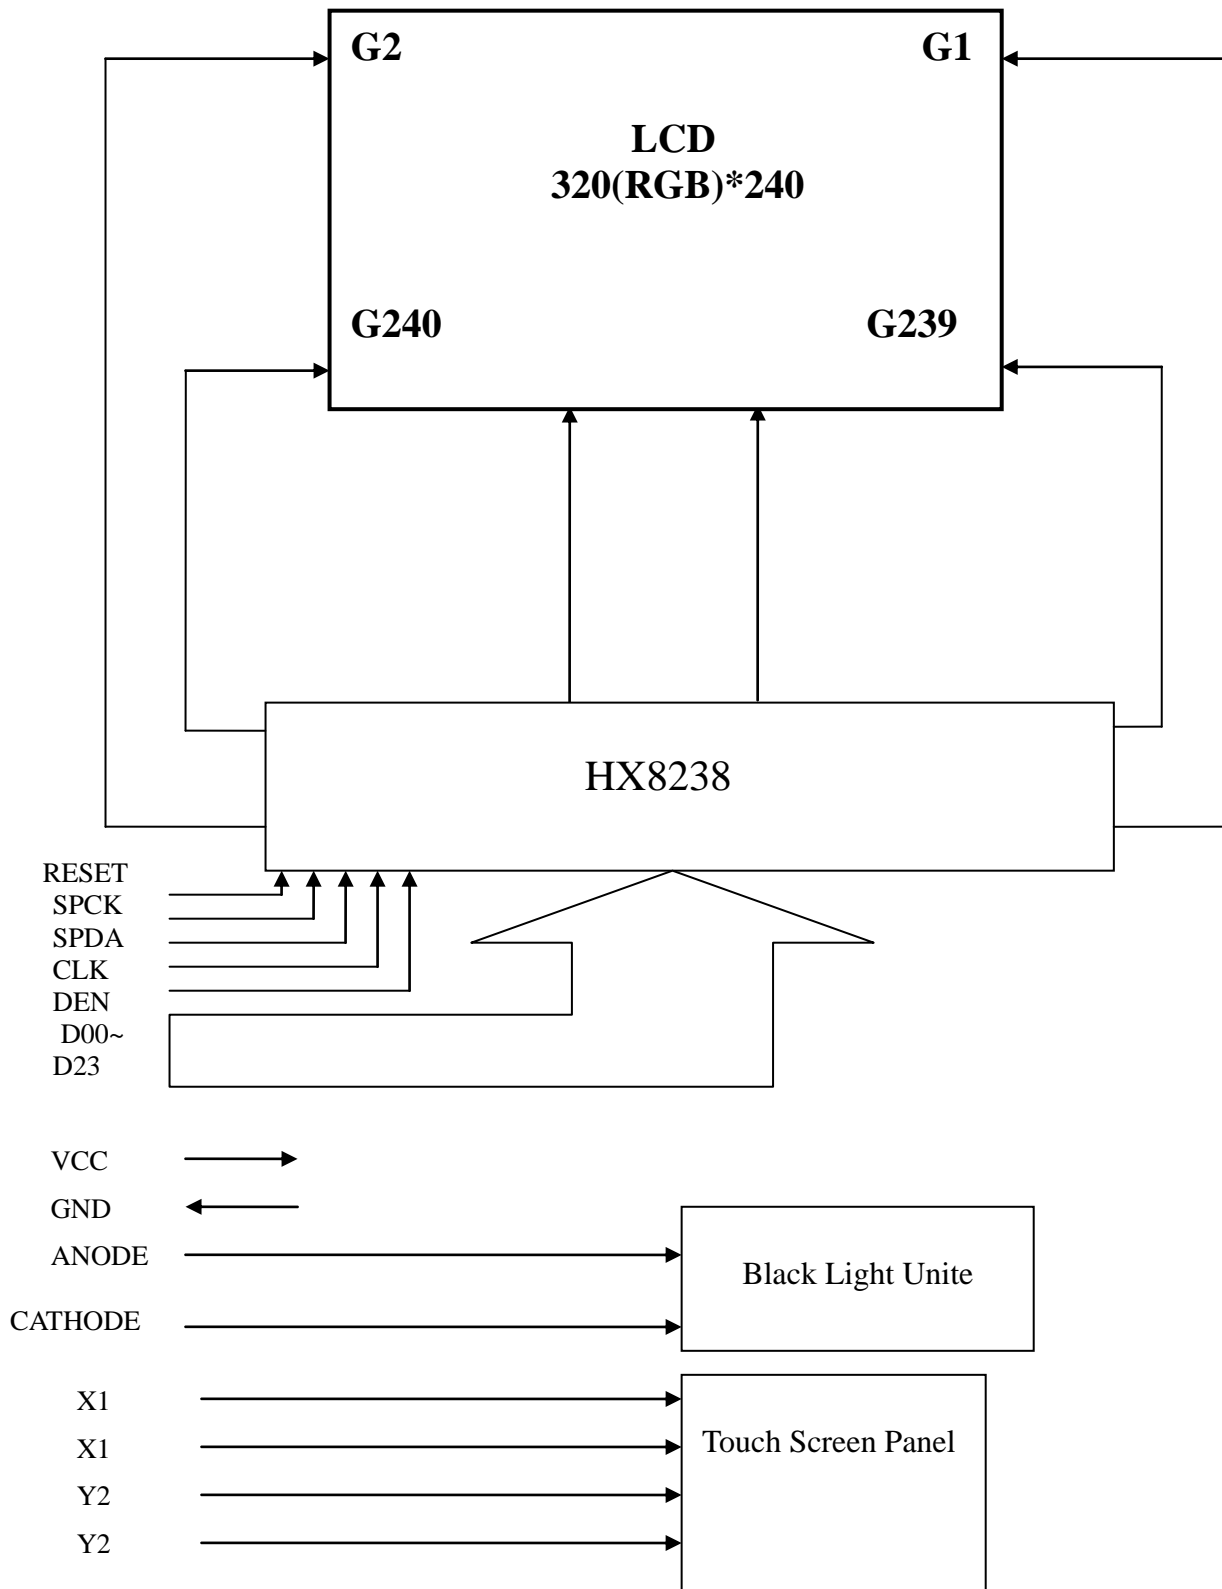 G2 G1
LCD
320(RGB)*240
G240 G239
HX8238
RESET
SPCK
SPDA
CLK
DEN
D00~
D23
VCC
GND
ANODE
Black Light Unite
CATHODE
X1
X1
Touch Screen Panel
Y2
Y2